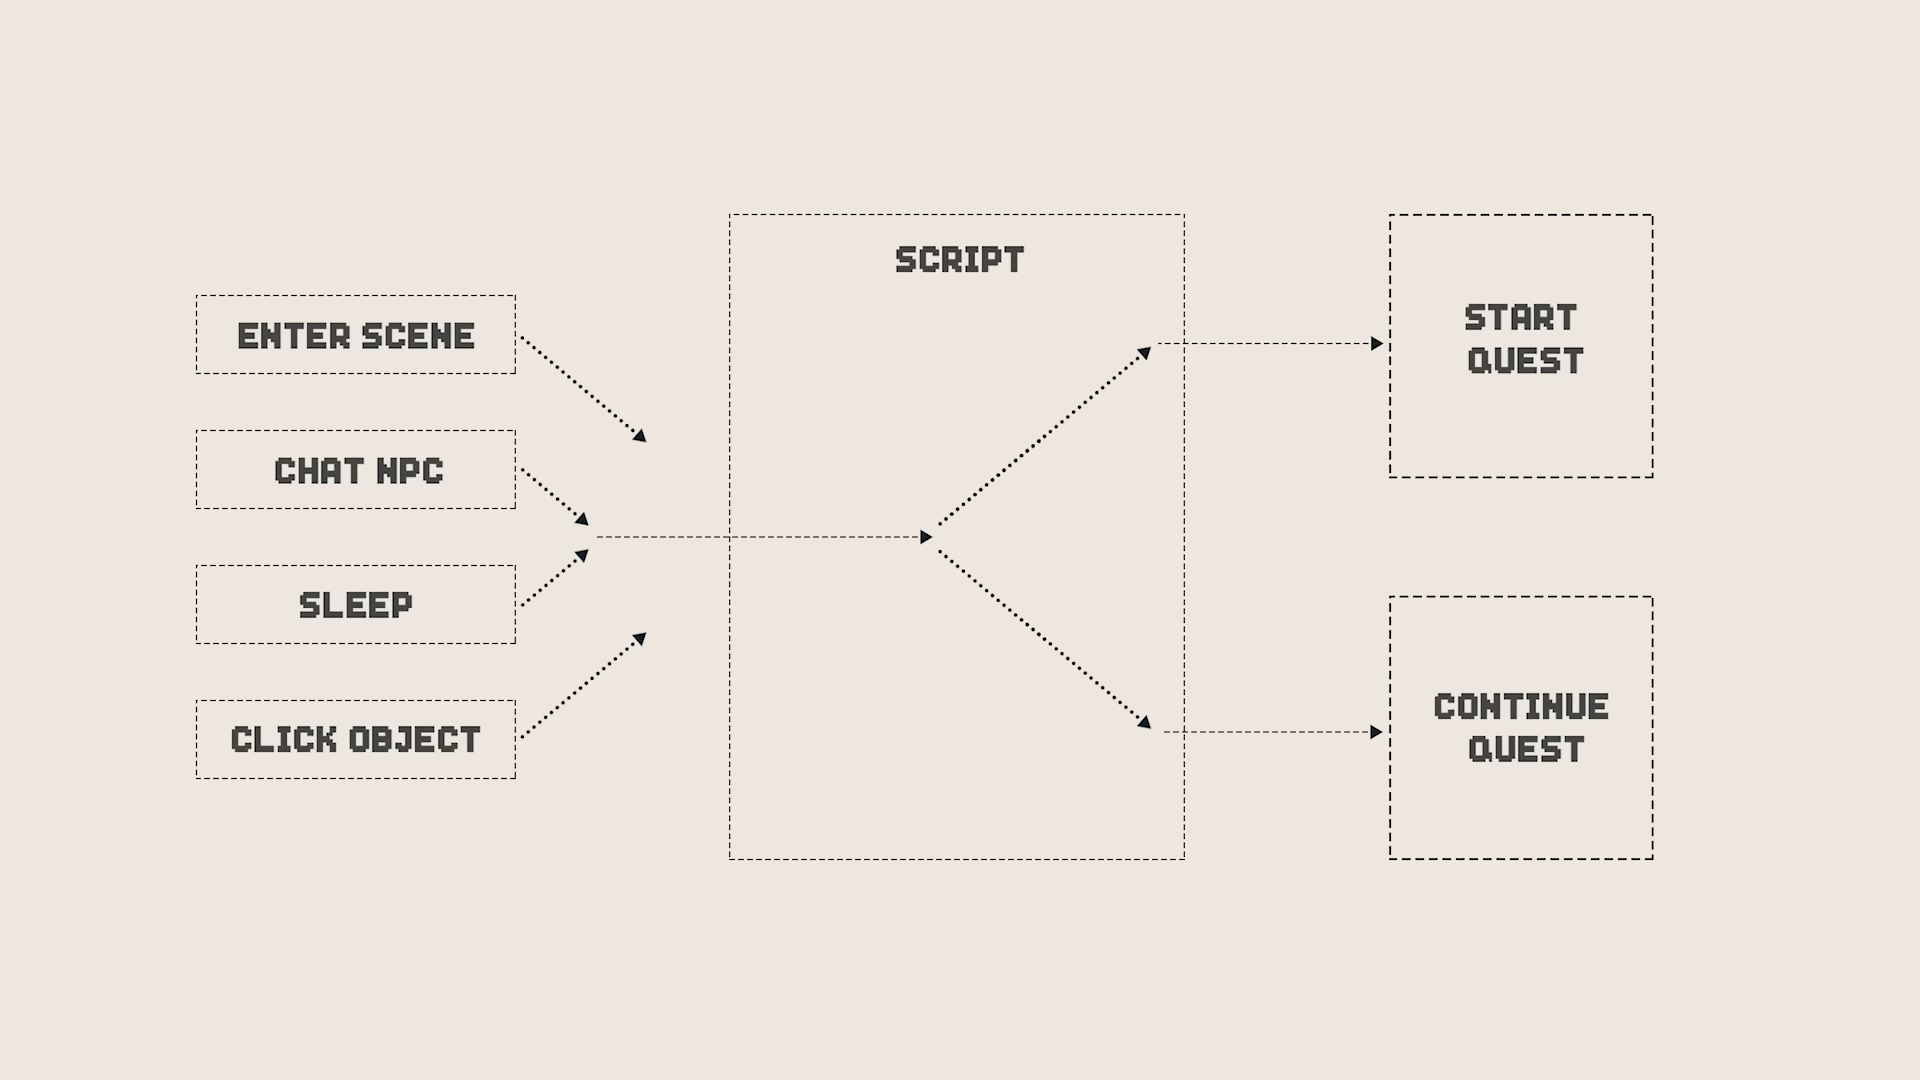 ENTER SCENE
CHAT NPC
SLEEP
CLICK OBJECT
SCRIPT
START
QUEST
CONTINUE
QUEST